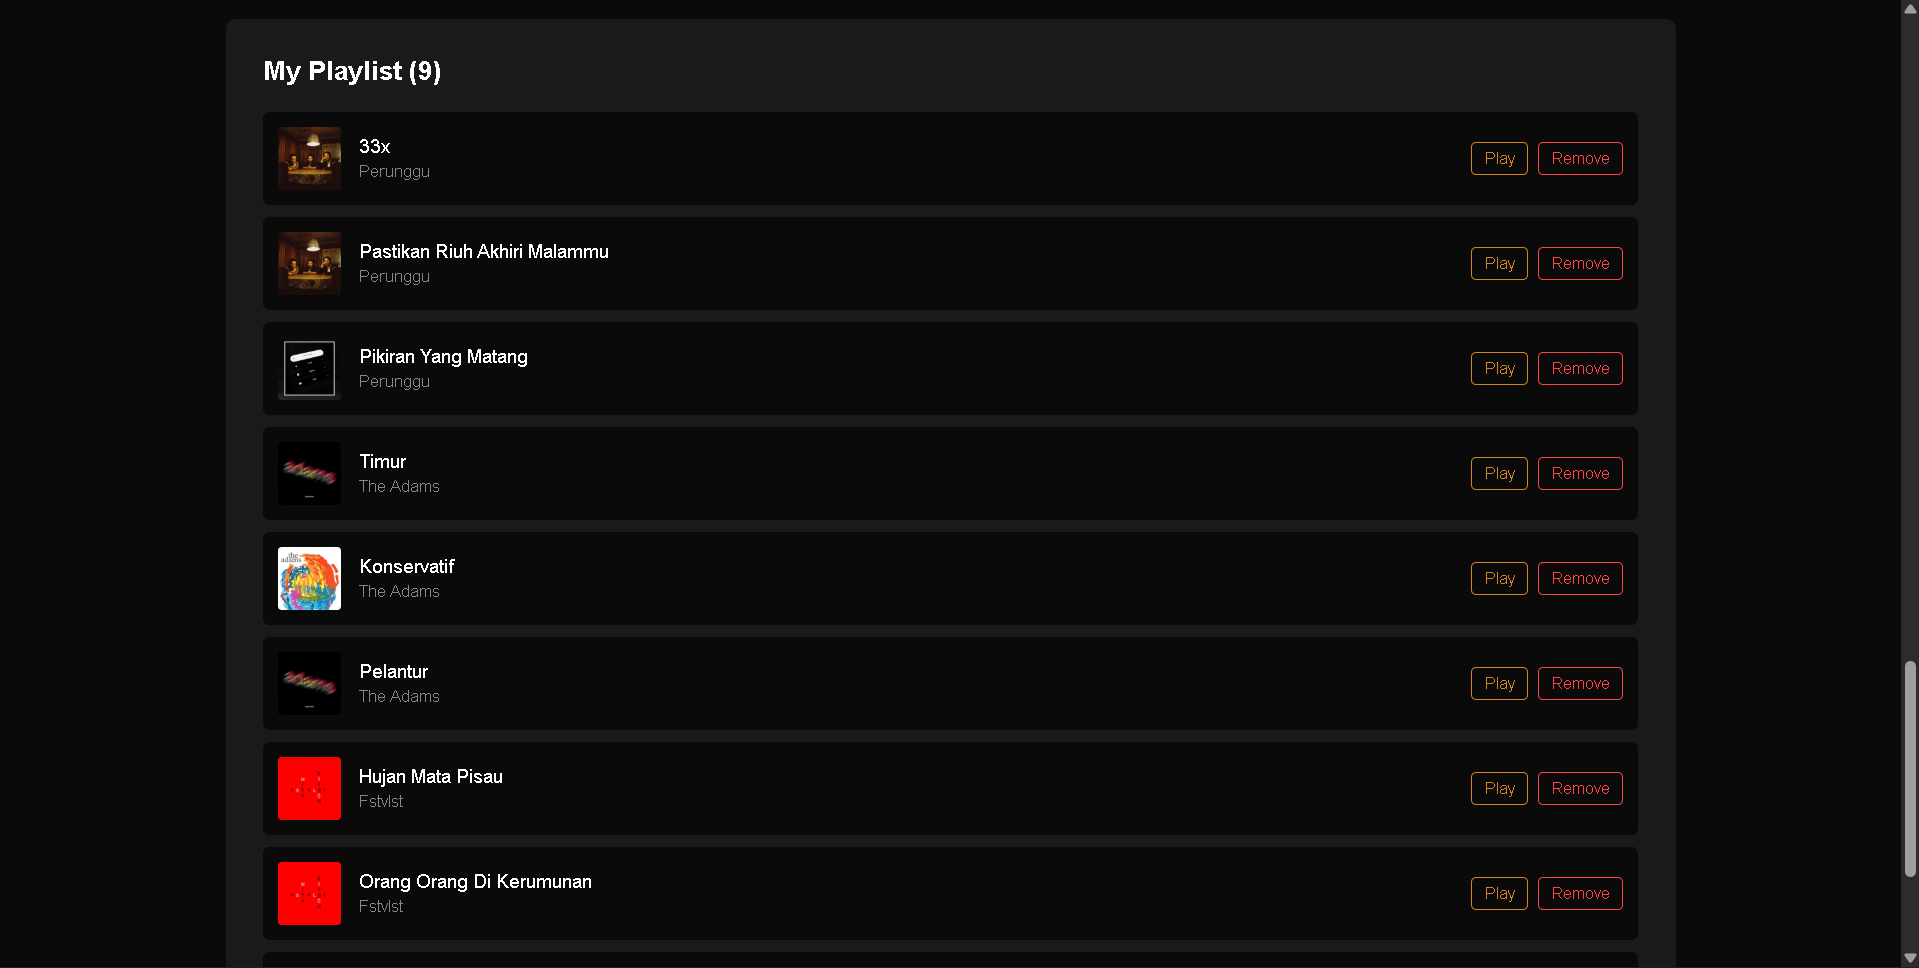 My Playlist (9)
33x
Perunggu
Play
Remove
Pastikan Riuh Akhiri Malammu
Perunggu
Play
Remove
Pikiran Yang Matang
Perunggu
Play
Remove
Timur
The Adams
Play
Remove
the
adams
Konservatif
The Adams
Play
Remove
Pelantur
The Adams
Play
Remove
Hujan Mata Pisau
Fstvlst
Play
Remove
Orang Orang Di Kerumunan
Fstvlst
Play
Remove